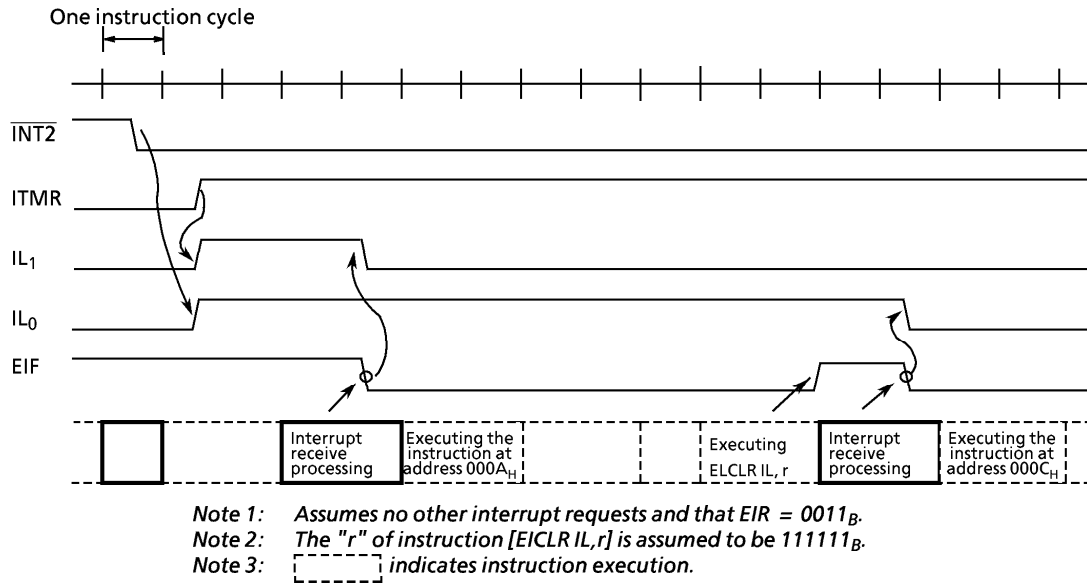 One instruction cycle
INT2
ITMR
IL1
IL0
EIF
Interrupt
receive
processing
Executing the
instruction at
address 000AH
Executing
ELCLR IL, r
Interrupt
receive
processing
Executing the
instruction at
address 000CH
Note 1: Assumes no other interrupt requests and that EIR = 0011B.
Note 2: The "r" of instruction [EICLR IL,r] is assumed to be 111111B.
Note 3: indicates instruction execution.